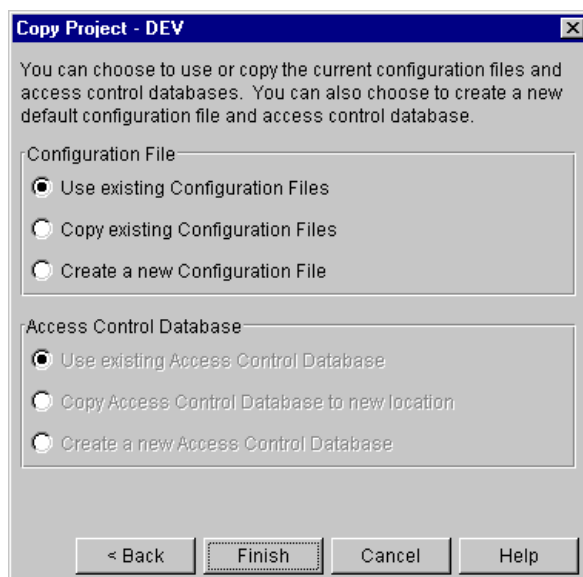 Copy Project - DEV
You can choose to use or copy the current configuration files and
access control databases. You can also choose to create a new
default configuration file and access control database.
Configuration File
Use existing Configuration Files
Copy existing Configuration Files
Create a new Configuration File
Access Control Database
Use existing Access Control Database
Copy Access Control Database to new location
Create a new Access Control Database
< Back Finish Cancel Help